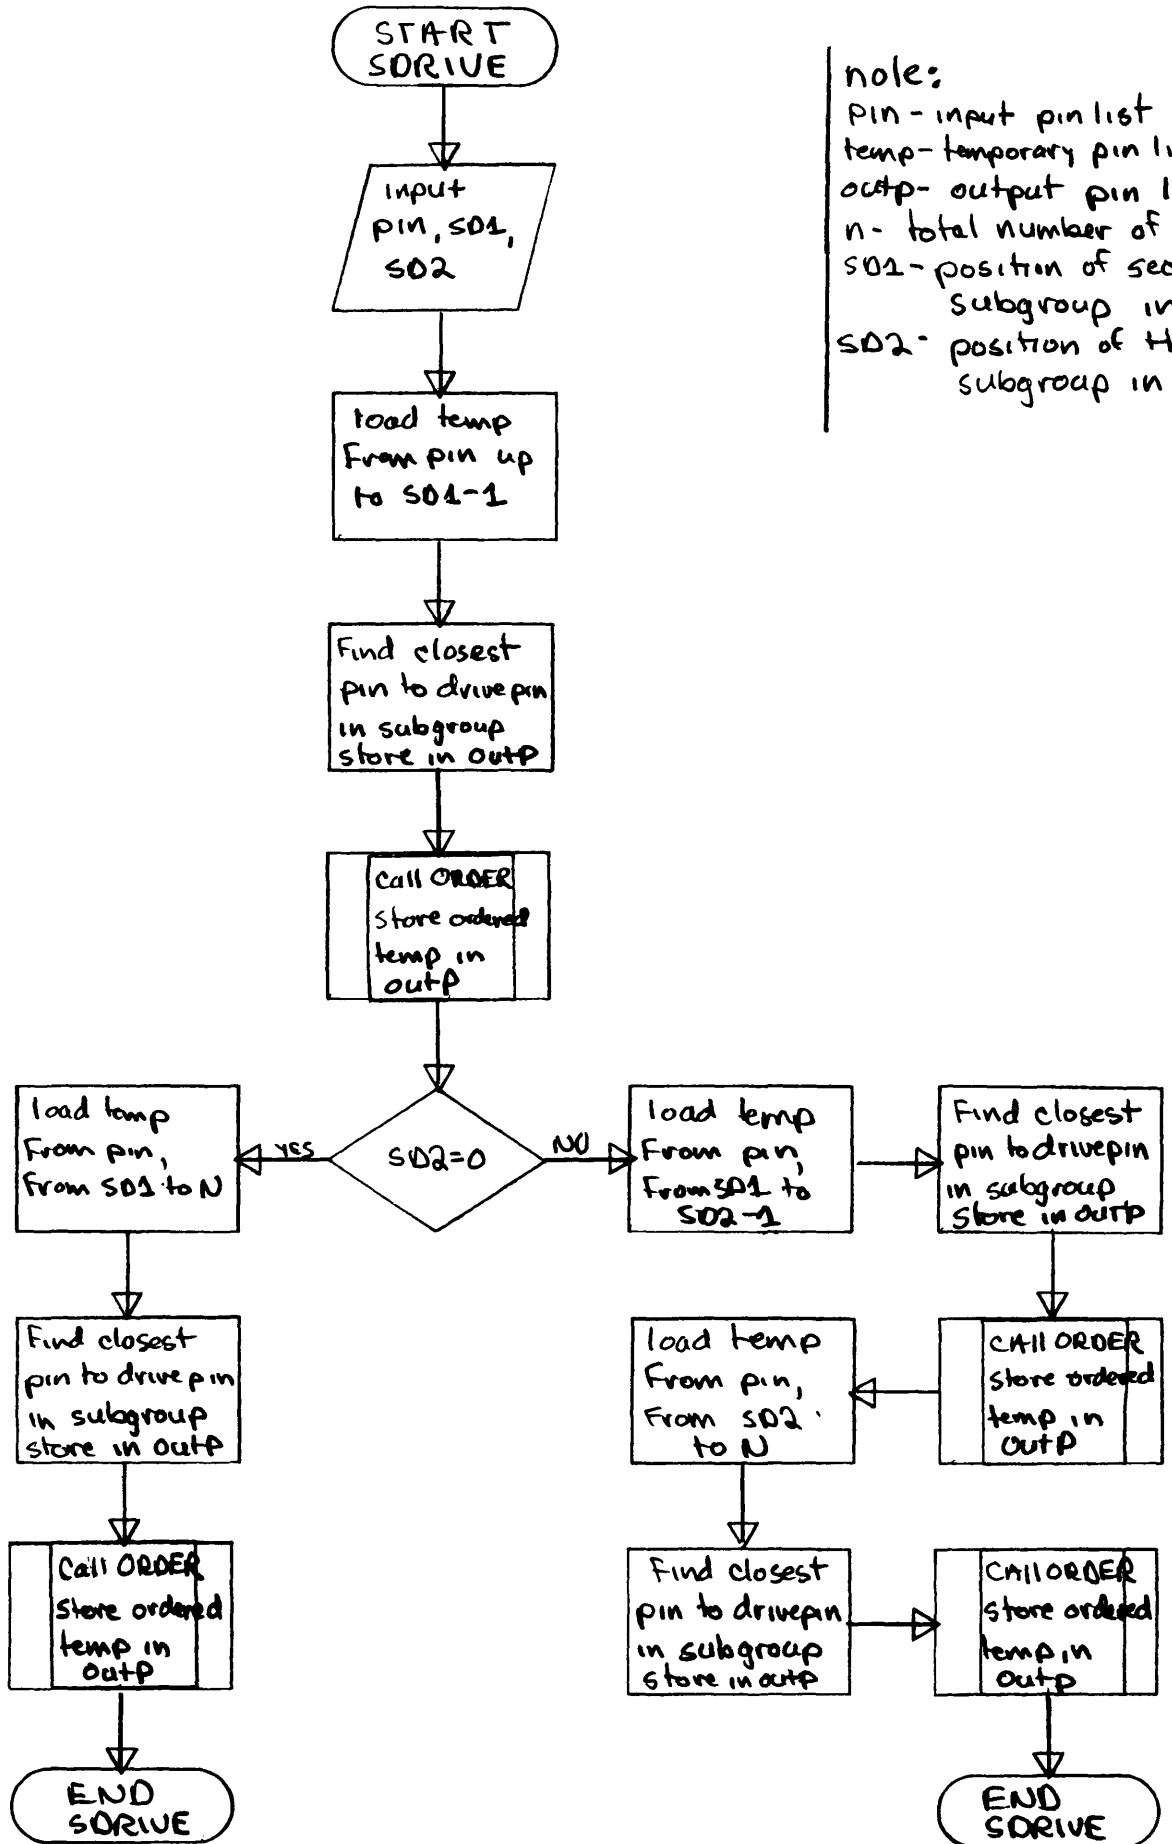 START
SDRIVE
note:
pin - input pin list
temp - temporary pin
outp - output pin
n - total number of
SD1 - position of
subgroup
SD2 - position of
subgroup in
input
pin, SD1,
SD2
load temp
From pin up
to SD1-1
Find closest
pin to drivepin
in subgroup
store in outP
Call ORDER
store ordered
temp in
outP
SD2=0
YES
NO
load temp
From pin,
From SD1 to N
Find closest
pin to drivepin
in subgroup
store in outP
Call ORDER
store ordered
temp in
outP
END
SDRIVE
load temp
From pin,
From SD1 to
SD2-1
Find closest
pin to drivepin
in subgroup
store in outP
CAll ORDER
store ordered
temp in
outP
load temp
From pin,
From SD2
to N
Find closest
pin to drivepin
in subgroup
store in outp
CAll ORDER
store ordered
temp in
outp
END
SDRIVE